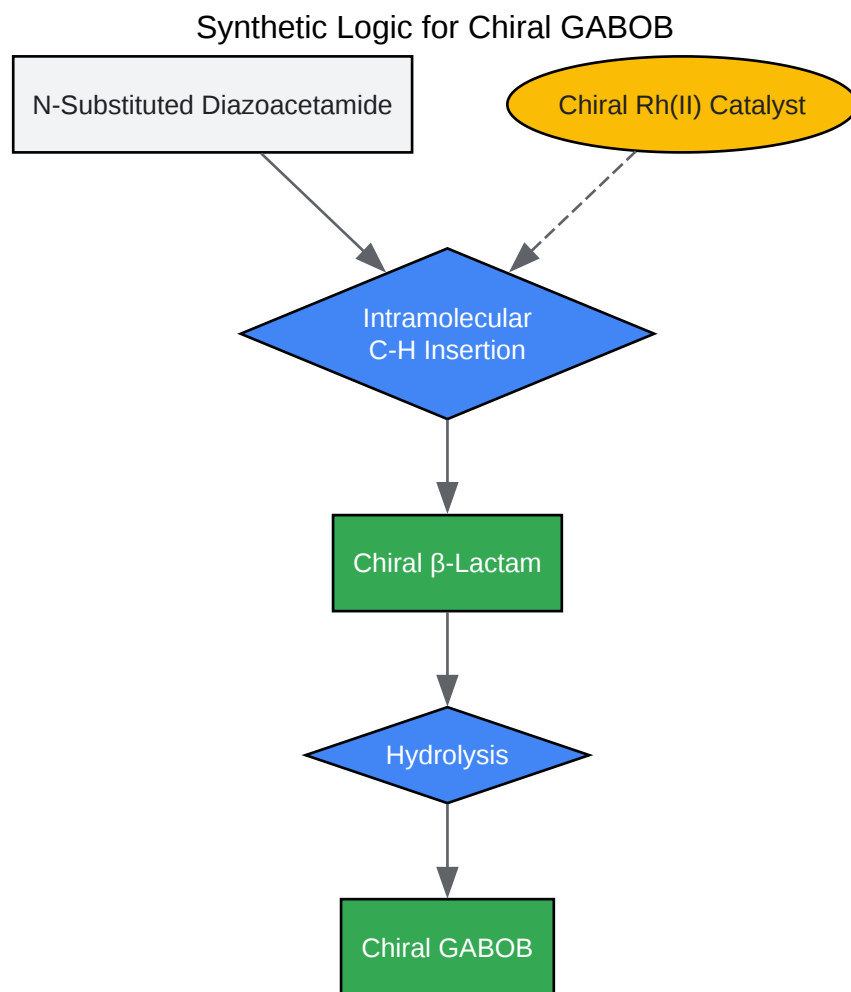 Synthetic Logic for Chiral GABOB
N-Substituted Diazoacetamide
Chiral Rh(II) Catalyst
Intramolecular
C-H Insertion
Chiral β-Lactam
Hydrolysis
Chiral GABOB